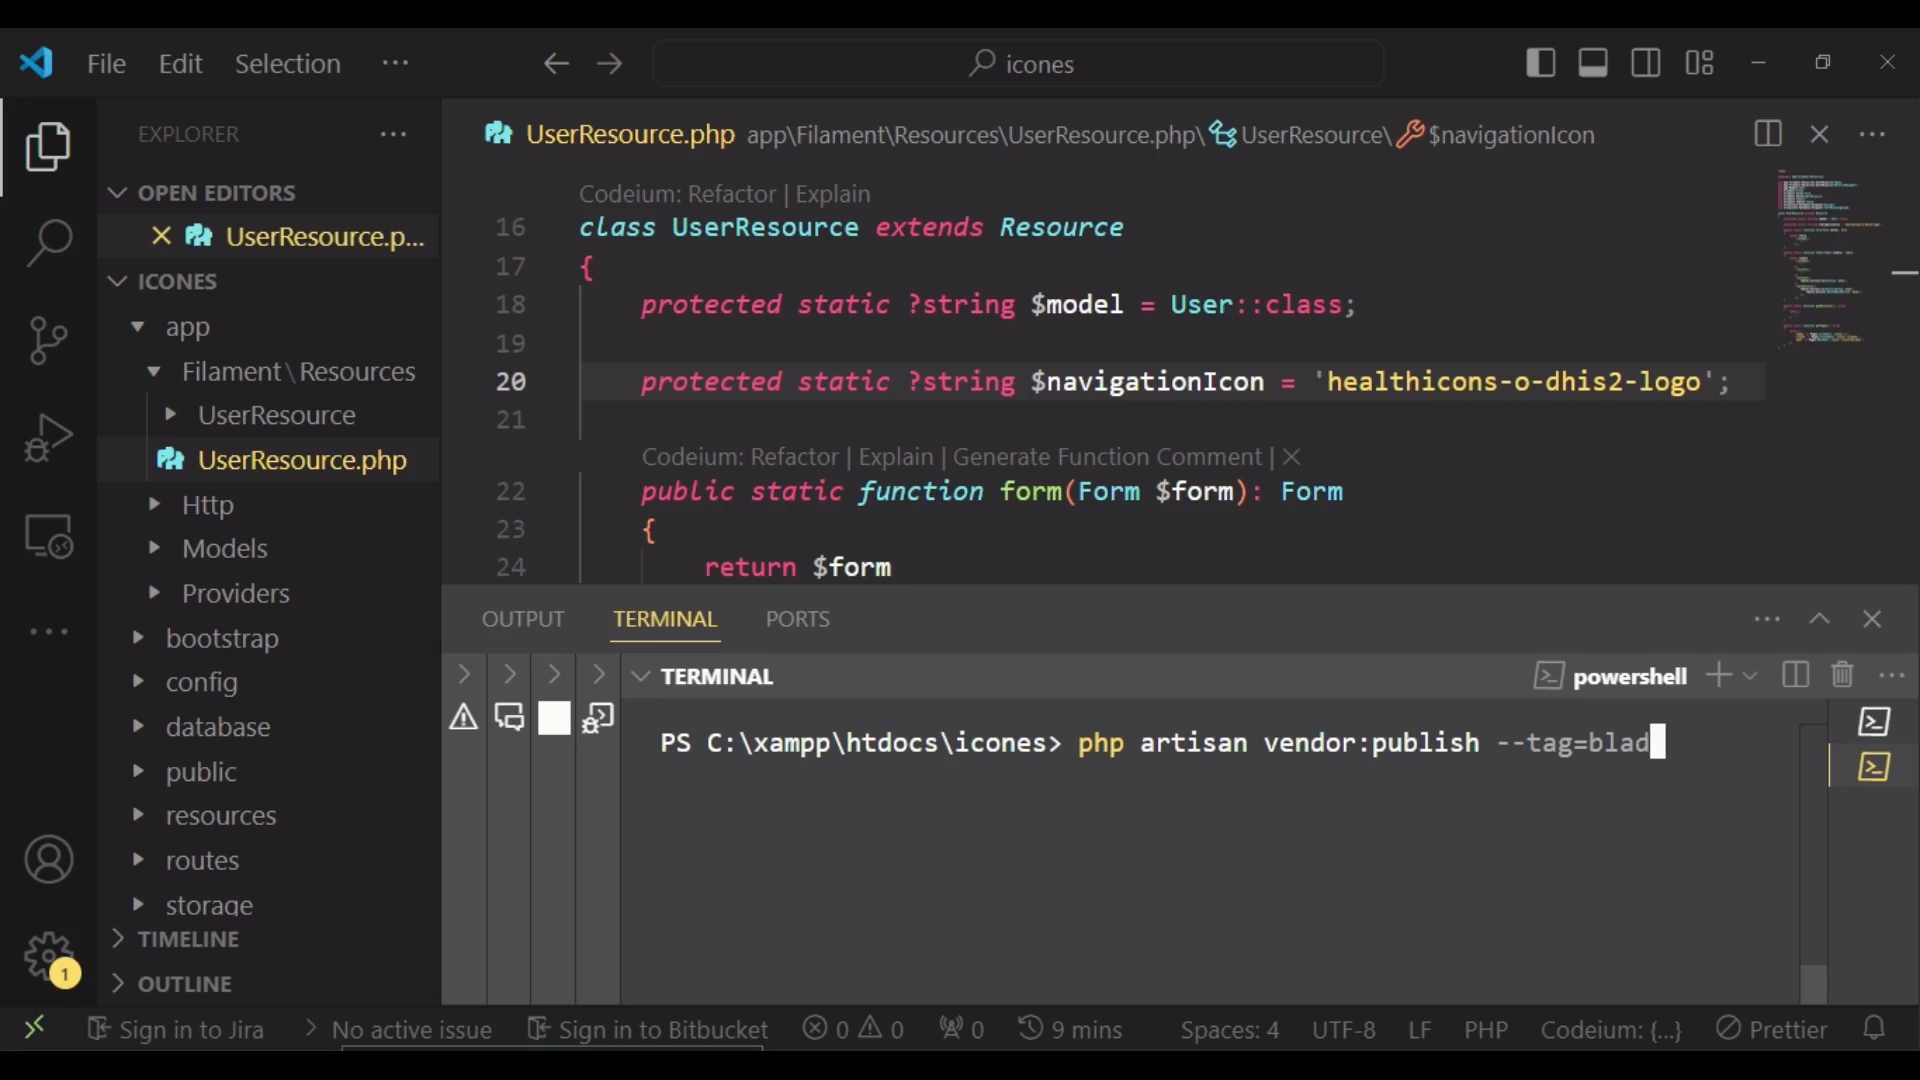 File Edit Selection ··· icones
EXPLORER ···
OPEN EDITORS
UserResource.p...
ICONES
app
Filament\Resources
UserResource
UserResource.php
Http
Models
Providers
bootstrap
config
database
public
resources
routes
storage
TIMELINE
OUTLINE
1
UserResource.php app\Filament\Resources\UserResource.php\UserResource\$navigationIcon
Codeium: Refactor | Explain
16 class UserResource extends Resource
17 {
18 protected static ?string $model = User::class;
19
20 protected static ?string $navigationIcon = 'healthicons-o-dhis2-logo';
21
Codeium: Refactor | Explain | Generate Function Comment | ×
22 public static function form(Form $form): Form
23 {
24 return $form
OUTPUT TERMINAL PORTS
TERMINAL powershell
PS C:\xampp\htdocs\icones> php artisan vendor:publish --tag=blad
Sign in to Jira No active issue Sign in to Bitbucket 0 0 0 9 mins Spaces: 4 UTF-8 LF PHP Codeium: {...} Prettier